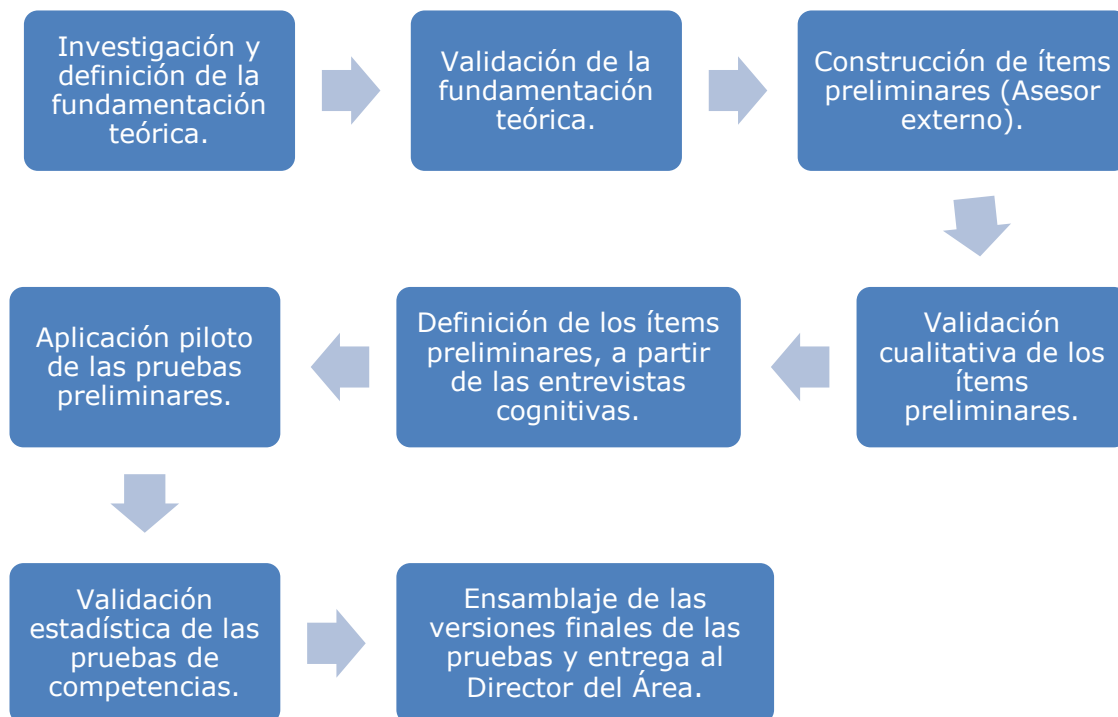 Investigación y
definición de la
fundamentación
teórica.
Validación de la
fundamentación
teórica.
Construcción de ítems
preliminares (Asesor
externo).
Validación
cualitativa de los
ítems
preliminares.
Definición de los ítems
preliminares, a partir
de las entrevistas
cognitivas.
Aplicación piloto
de las pruebas
preliminares.
Validación
estadística de las
pruebas de
competencias.
Ensamblaje de las
versiones finales de las
pruebas y entrega al
Director del Área.